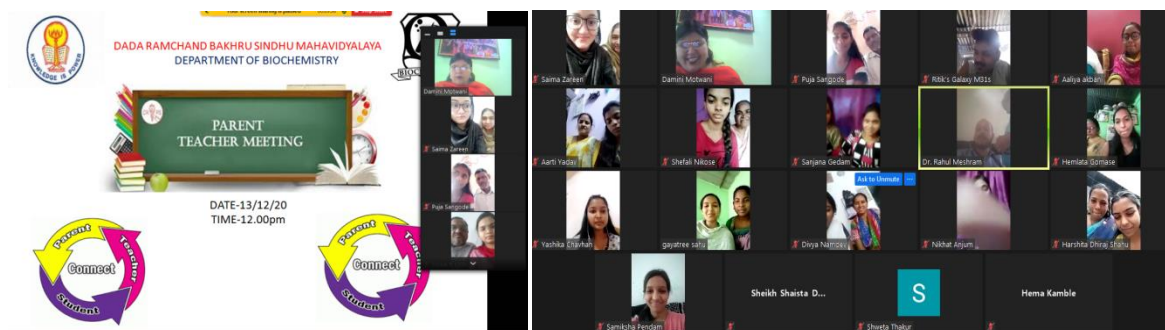 DADA RAMCHAND BAKHRU SINDHU MAHAVIDYALAYA
DEPARTMENT OF BIOCHEMISTRY
KNOWLEDGE IS POWER
PARENT
TEACHER MEETING
DATE-13/12/20
TIME-12.00pm
Parent
Teacher
Connect
Student
Parent
Teacher
Connect
Student
Damini Motwani
Saima Zareen
Puja Sangode
Saima Zareen
Damini Motwani
Puja Sangode
Ritik's Galaxy M31s
Aaliya akbani
Aarti Yadav
Shefali Nikose
Sanjana Gedam
Dr. Rahul Meshram
Hemlata Gomase
Ask to Unmute
Yashika Chavhan
gayatree sahu
Divya Namdev
Nikhat Anjum
Harshita Dhiraj Shahu
Samiksha Pendam
Sheikh Shaista D...
S
Shweta Thakur
Hema Kamble